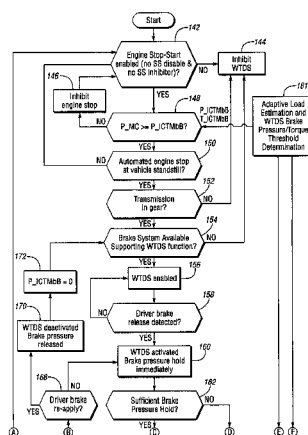 Start
142
Engine Stop-Start
enabled (no SS disable &
no SS Inhibitor)?
NO
144
Inhibit
WTDS
146
Inhibit
engine stop
YES
148
P_MC >= P_ICTMbB?
NO
P_ICTMbB
T_ICTMbB
181
Adaptive Load
Estimation and
WTDS Brake
Pressure/Torque
Threshold
Determination
YES
150
Automated engine stop
at vehicle standstill?
YES
152
Transmission
in gear?
NO
YES
154
Brake System Available
Supporting WTDS function?
NO
172
P_ICTMbB = 0
YES
156
WTDS enabled
170
WTDS deactivated
Brake pressure
released
158
Driver brake
release detected?
NO
YES
160
WTDS activated
Brake pressure hold
immediately
166
Driver brake
re-apply?
YES
NO
162
Sufficient Brake
Pressure Hold?
YES
NO
A
B
C
D
E
F